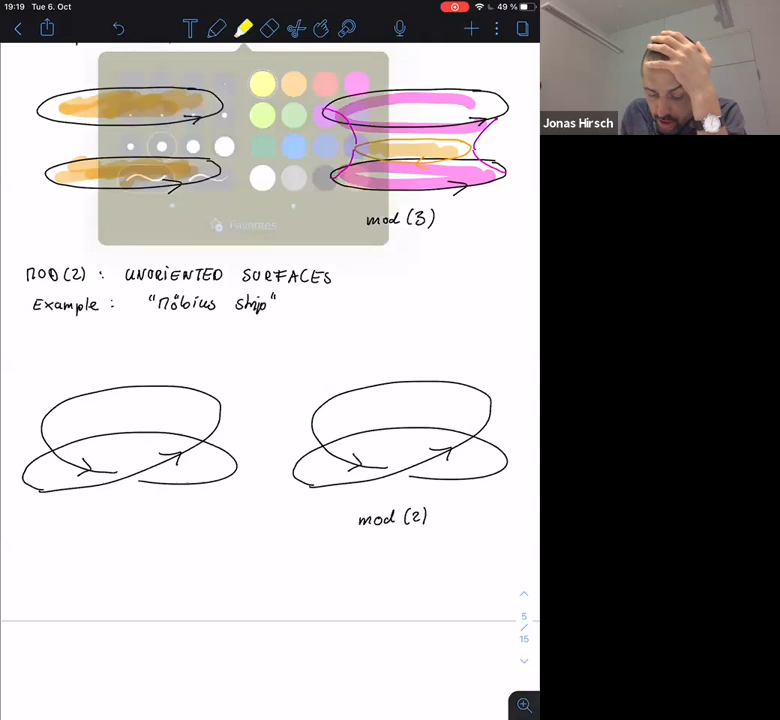 19:19 Tue 6. Oct
49 %
Jonas Hirsch
Favorites
mod (3)
MOD (2) : UNORIENTED SURFACES
Example : "Möbius strip"
mod (2)
5
/
15